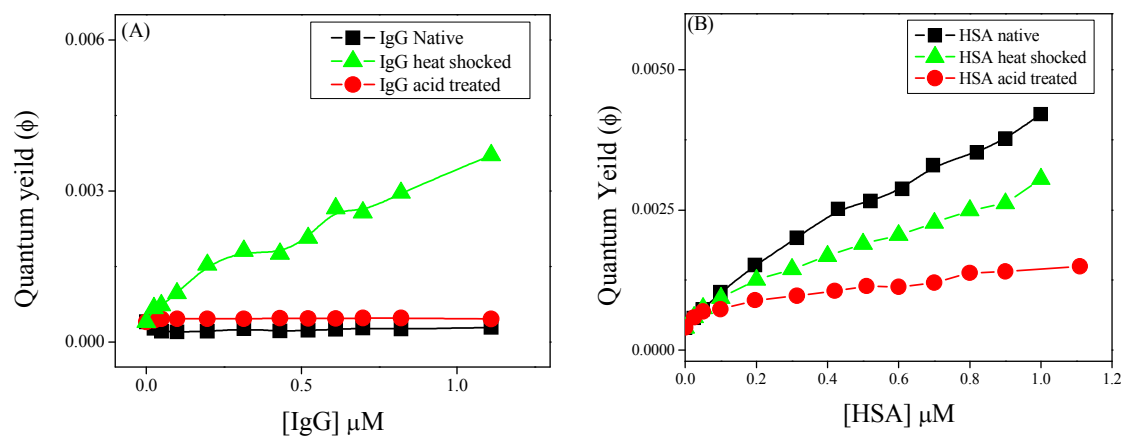 (A)
IgG Native
IgG heat shocked
IgG acid treated
0.006
0.003
0.000
Quantum yeild (ϕ)
0.0
0.5
1.0
[IgG] μM
(B)
HSA native
HSA heat shocked
HSA acid treated
0.0050
0.0025
0.0000
Quantum Yeild (ϕ)
0.0
0.2
0.4
0.6
0.8
1.0
1.2
[HSA] μM